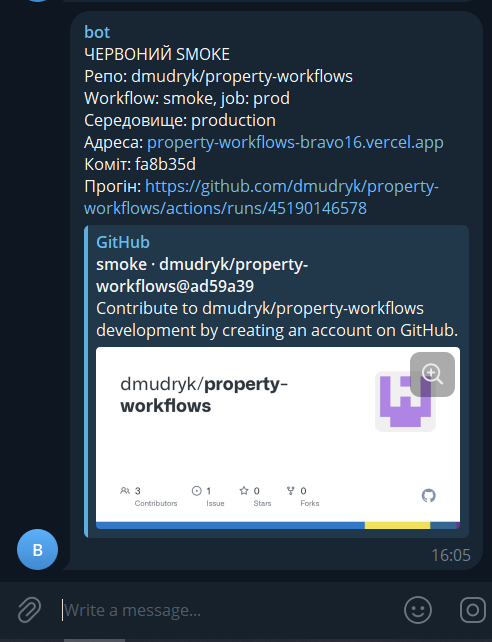 bot
ЧЕРВОНИЙ SMOKE
Репо: dmudryk/property-workflows
Workflow: smoke, job: prod
Середовище: production
Адреса: property-workflows-bravo16.vercel.app
Коміт: fa8b35d
Прогін: https://github.com/dmudryk/property-
workflows/actions/runs/45190146578
GitHub
smoke · dmudryk/property-
workflows@ad59a39
Contribute to dmudryk/property-workflows
development by creating an account on GitHub.
dmudryk/property-
workflows
3 Contributors
1 Issue
0 Stars
0 Forks
B
16:05
Write a message...